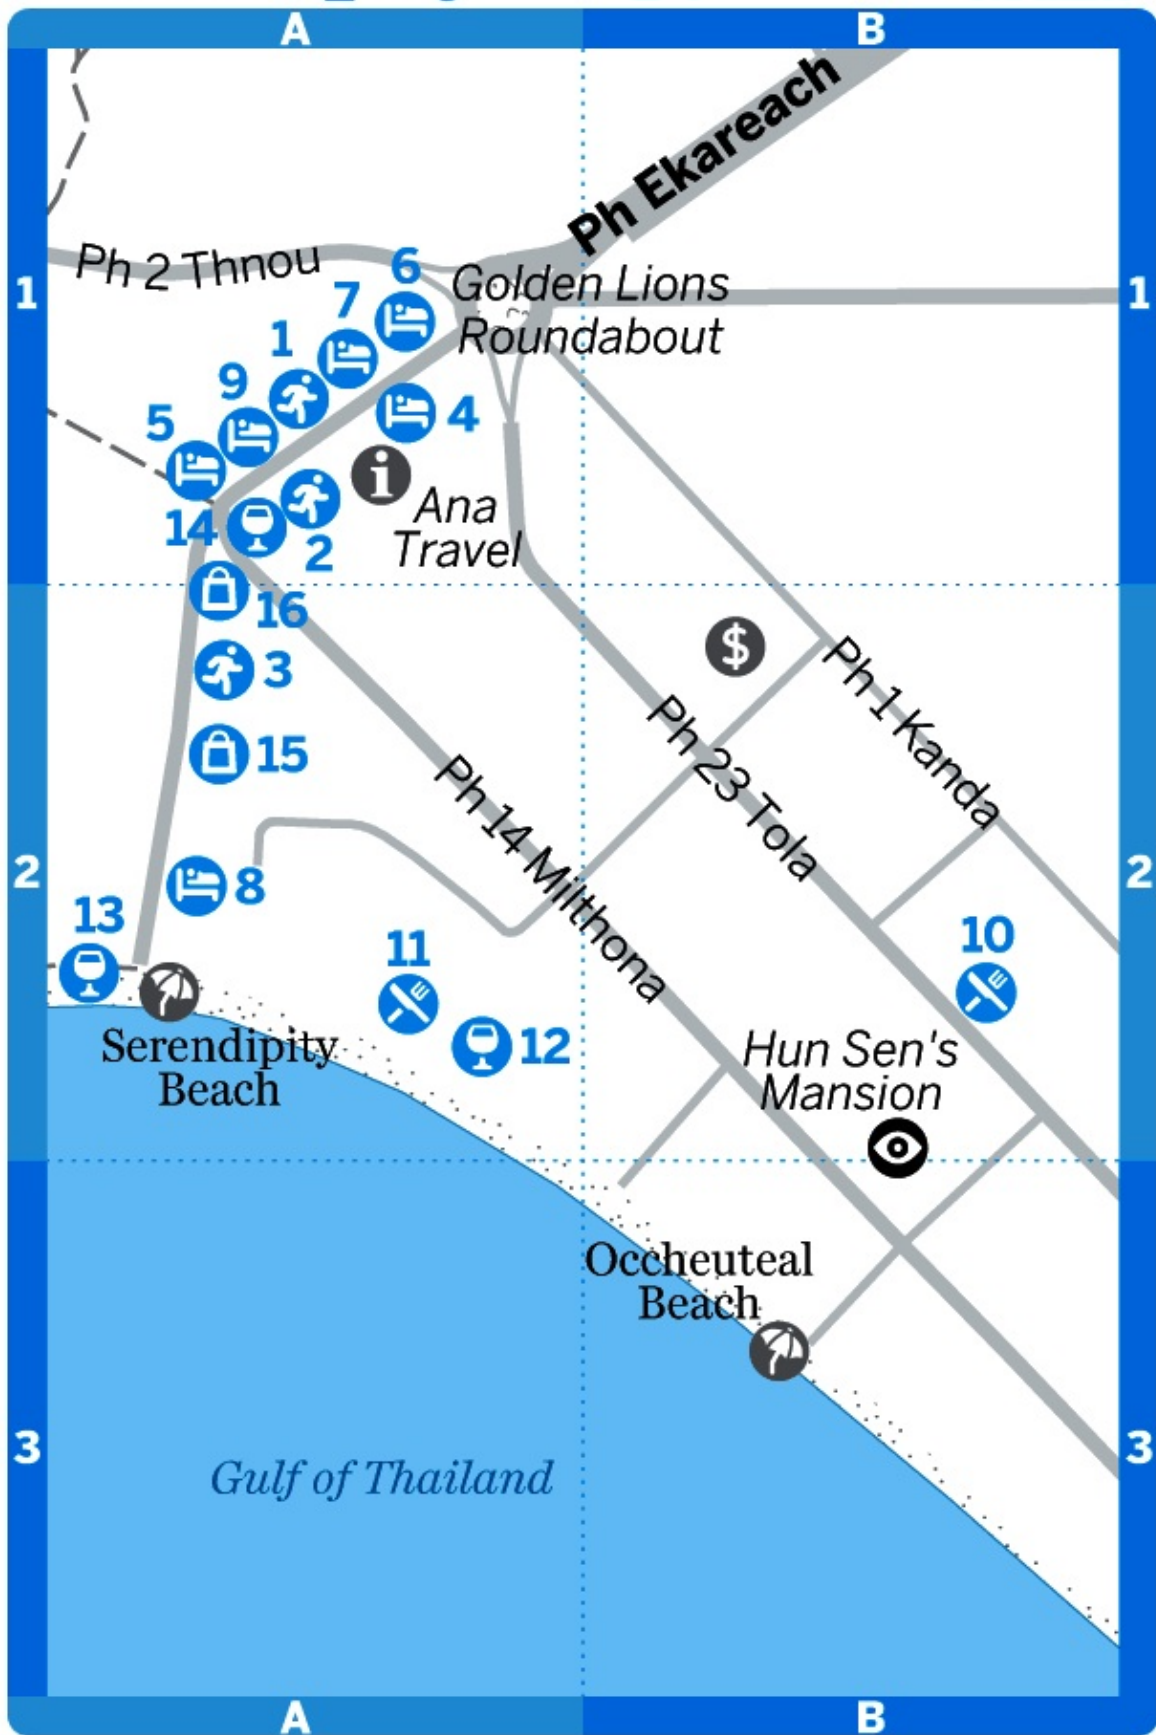 A
B
Ph Ekareach
Ph 2 Thnou
6
Golden Lions
Roundabout
1
1
7
1
9
4
5
Ana
Travel
14
2
16
$
3
Ph 1 Kanda
15
Ph 23 Tola
Ph 14 Milthona
2
2
8
13
11
10
12
Serendipity
Beach
Hun Sen's
Mansion
Occheuteal
Beach
3
3
Gulf of Thailand
A
B